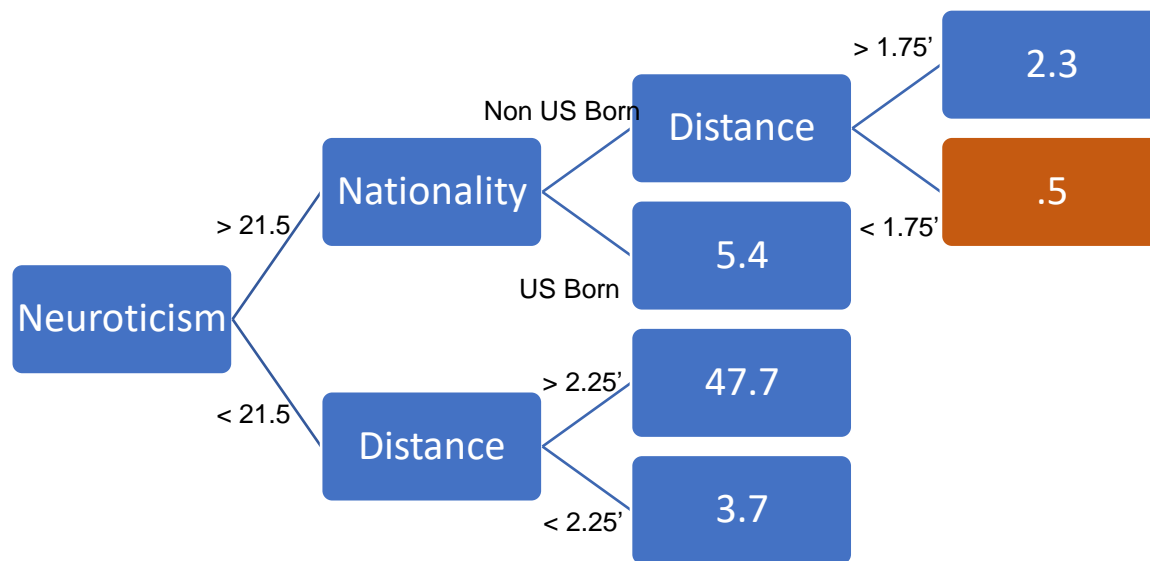 > 1.75’
2.3
Non US Born
Distance
Nationality
.5
> 21.5
< 1.75’
5.4
US Born
Neuroticism
> 2.25’
47.7
< 21.5
Distance
3.7
< 2.25’